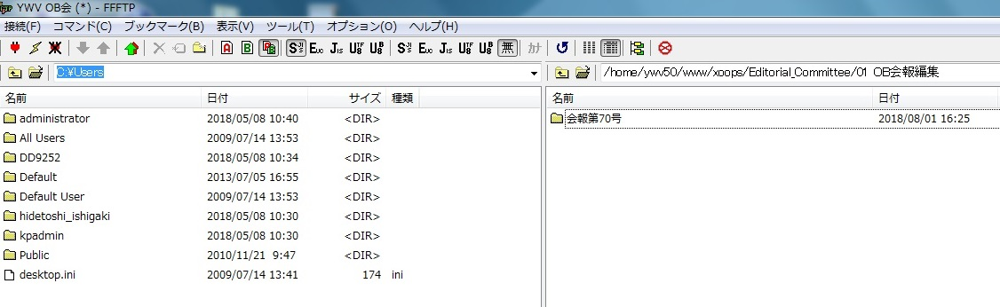 YWV OB会 (*) - FFFTP
接続(F) コマンド(C) ブックマーク(B) 表示(V) ツール(T) オプション(O) ヘルプ(H)
A B S Euc Jis S Euc Jis 無 カナ
C:¥Users /home/ywv50/www/xoops/Editorial_Committee/01 OB会報編集
名前 日付 サイズ 種類 名前 日付
administrator 2018/05/08 10:40 <DIR> 会報第70号 2018/08/01 16:25
All Users 2009/07/14 13:53 <DIR>
DD9252 2018/05/08 10:34 <DIR>
Default 2013/07/05 16:55 <DIR>
Default User 2009/07/14 13:53 <DIR>
hidetoshi_ishigaki 2018/05/08 10:30 <DIR>
kpadmin 2018/05/08 10:30 <DIR>
Public 2010/11/21 9:47 <DIR>
desktop.ini 2009/07/14 13:41 174 ini